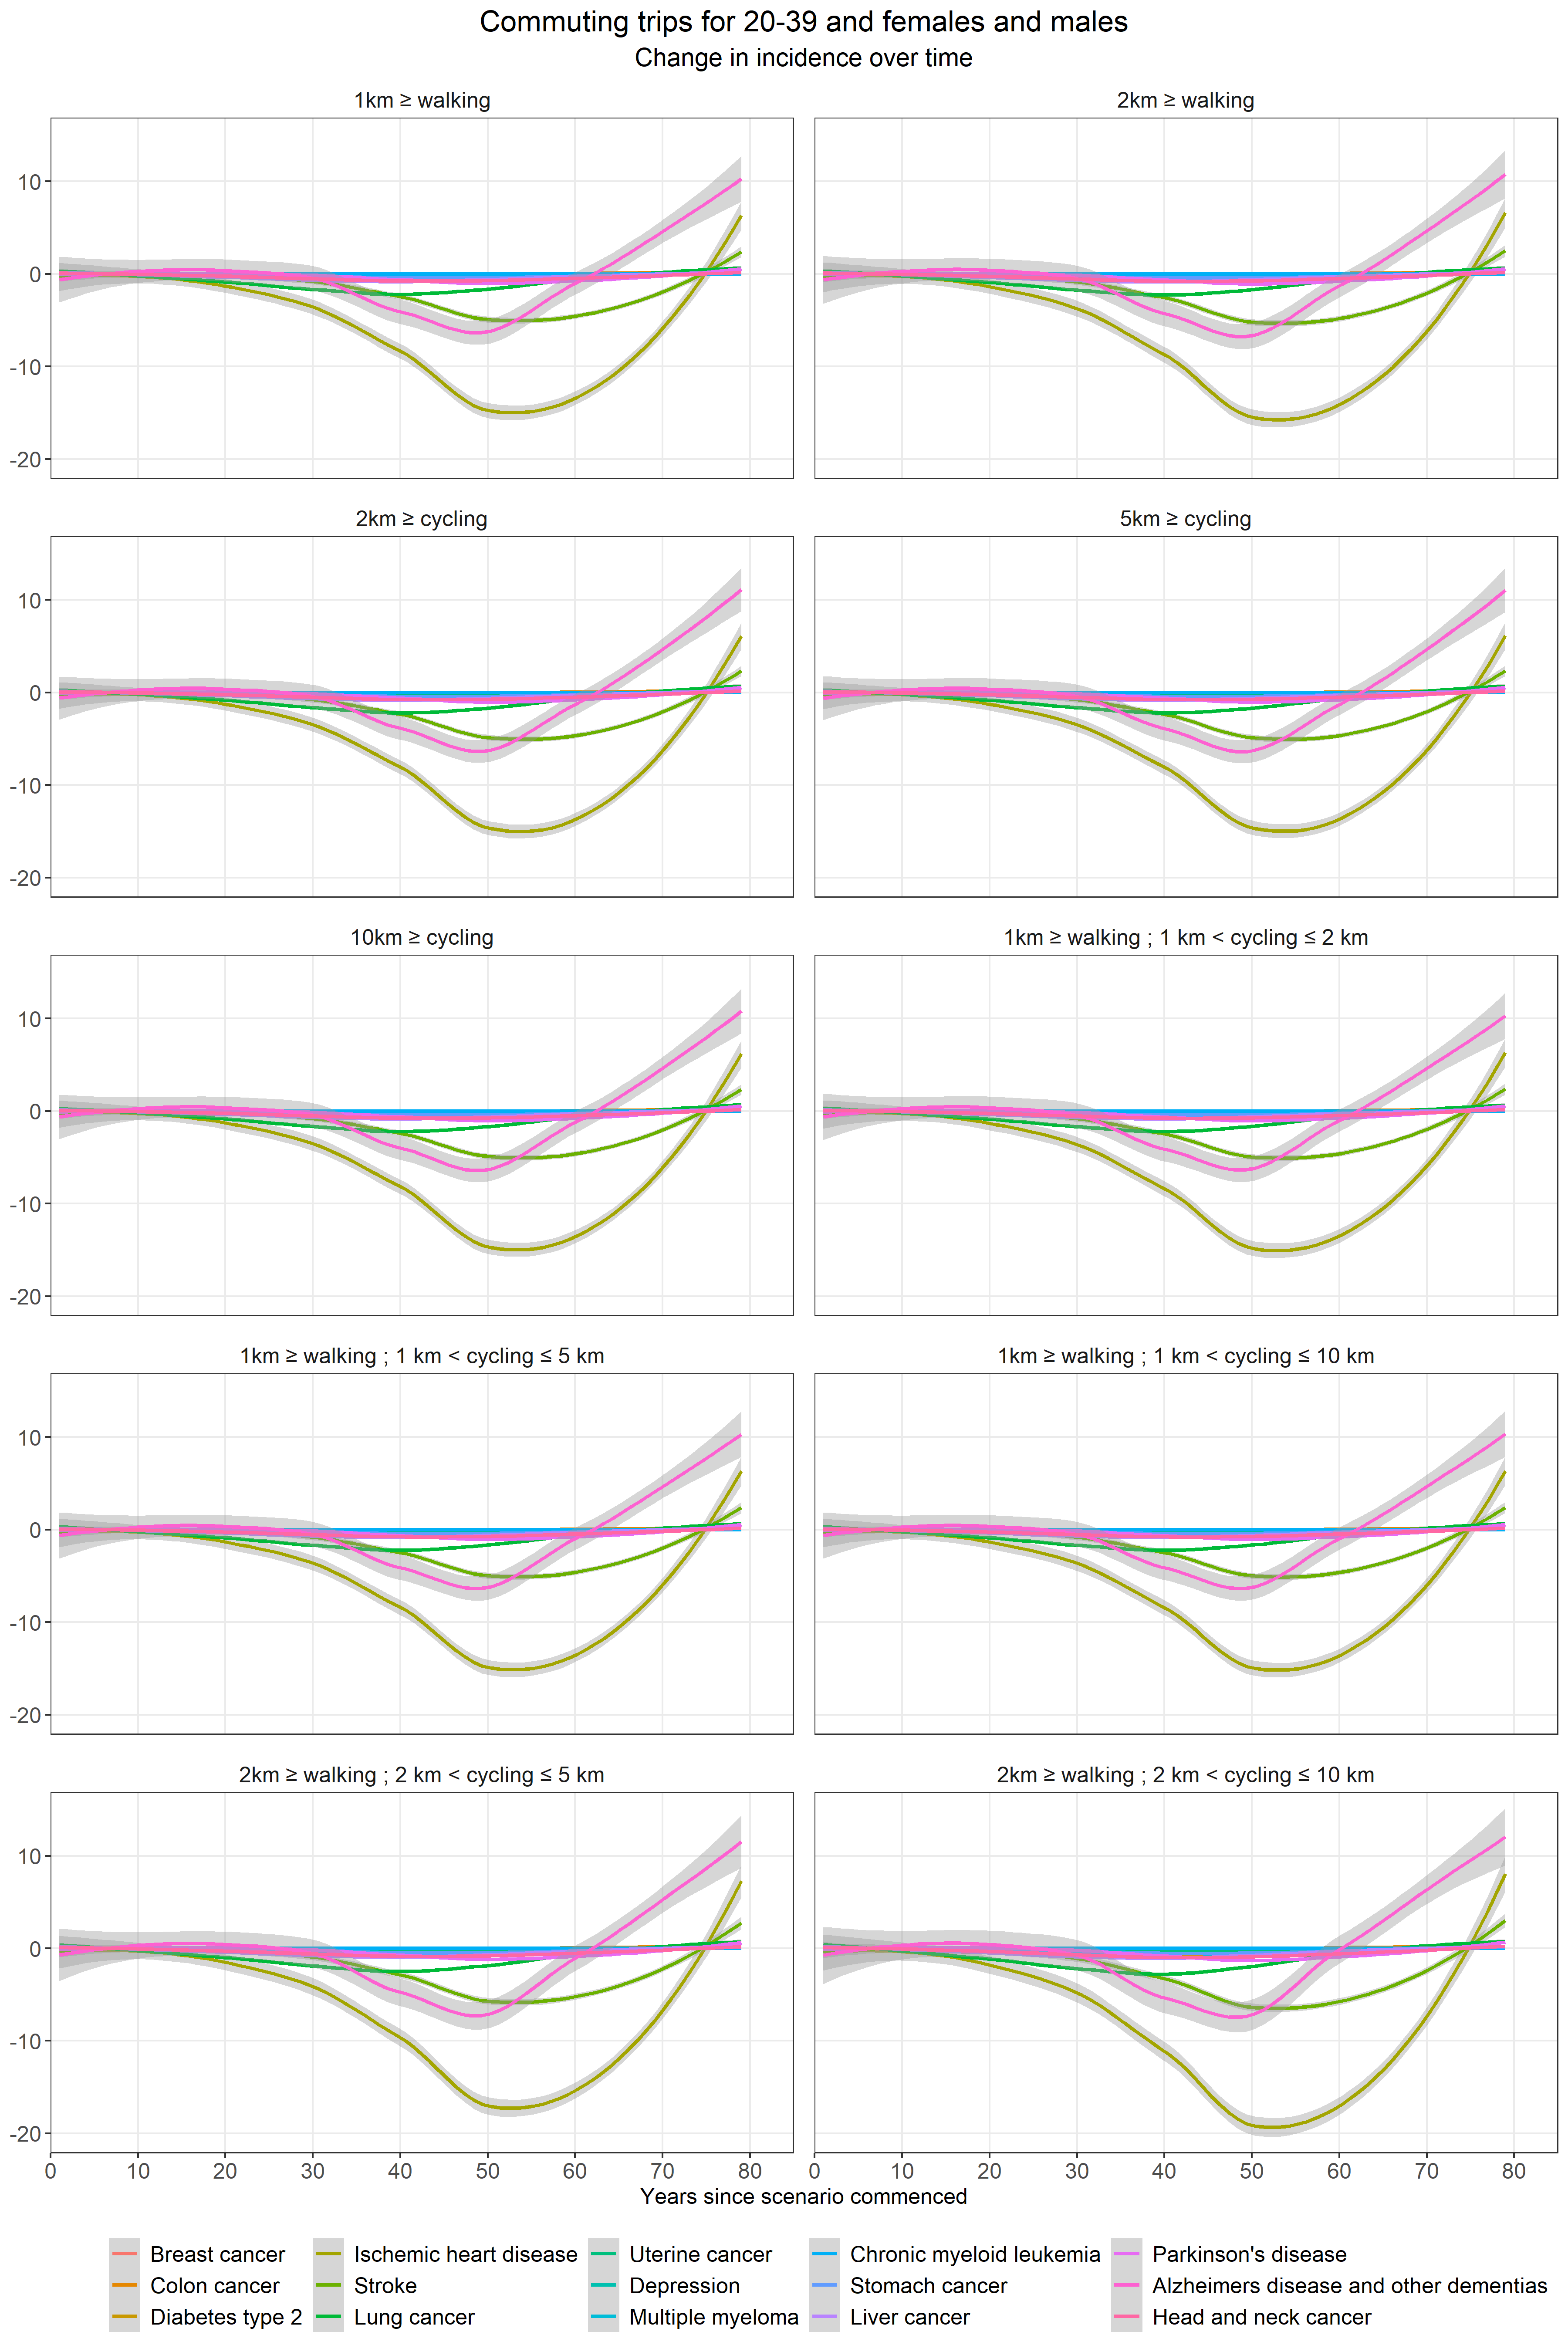 Commuting trips for 20-39 and females and males
Change in incidence over time
1km ≥ walking
2km ≥ walking
10
0
-10
-20
2km ≥ cycling
5km ≥ cycling
10
0
-10
-20
10km ≥ cycling
1km ≥ walking ; 1 km < cycling ≤ 2 km
10
0
-10
-20
1km ≥ walking ; 1 km < cycling ≤ 5 km
1km ≥ walking ; 1 km < cycling ≤ 10 km
10
0
-10
-20
2km ≥ walking ; 2 km < cycling ≤ 5 km
2km ≥ walking ; 2 km < cycling ≤ 10 km
10
0
-10
-20
0 10 20 30 40 50 60 70 80
0 10 20 30 40 50 60 70 80
Years since scenario commenced
Breast cancer
Colon cancer
Diabetes type 2
Ischemic heart disease
Stroke
Lung cancer
Uterine cancer
Depression
Multiple myeloma
Chronic myeloid leukemia
Stomach cancer
Liver cancer
Parkinson's disease
Alzheimers disease and other dementias
Head and neck cancer